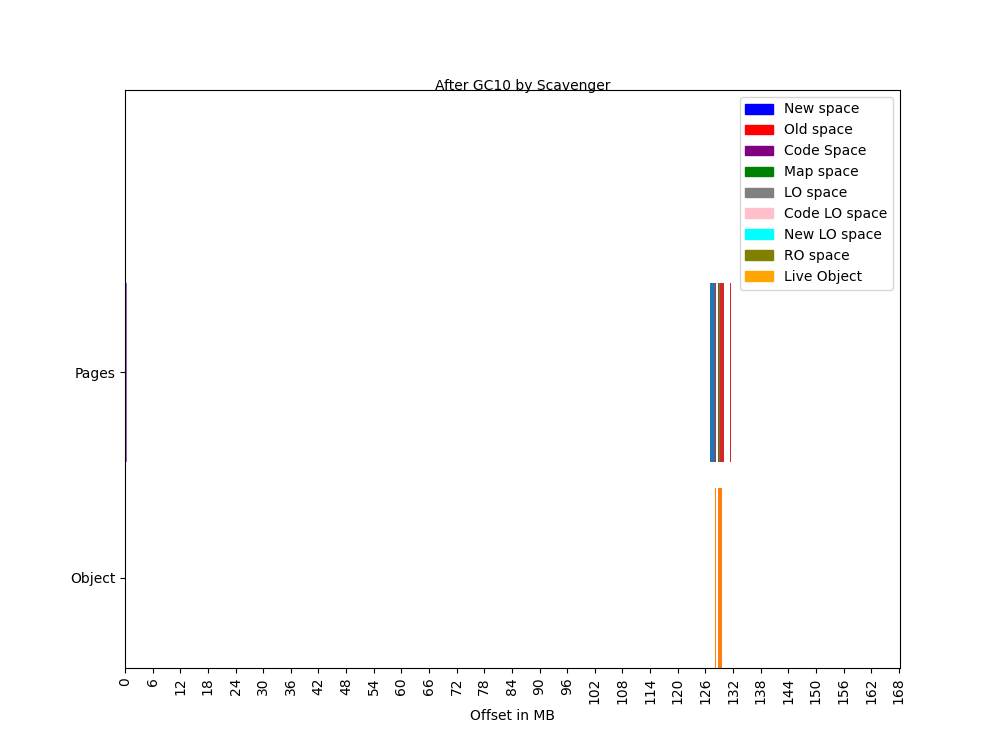 After GC10 by Scavenger
New space
Old space
Code Space
Map space
LO space
Code LO space
New LO space
RO space
Live Object
Pages
Object
0 6 12 18 24 30 36 42 48 54 60 66 72 78 84 90 96 102 108 114 120 126 132 138 144 150 156 162 168
Offset in MB